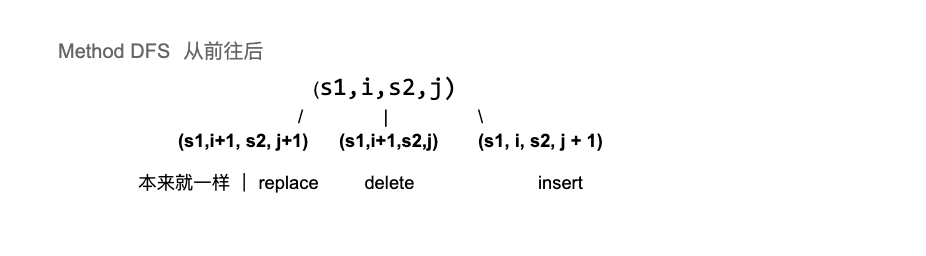 Method DFS 从前往后
(s1,i,s2,j)
/ | \
(s1,i+1, s2, j+1) (s1,i+1,s2,j) (s1, i, s2, j + 1)
本来就一样 | replace delete insert